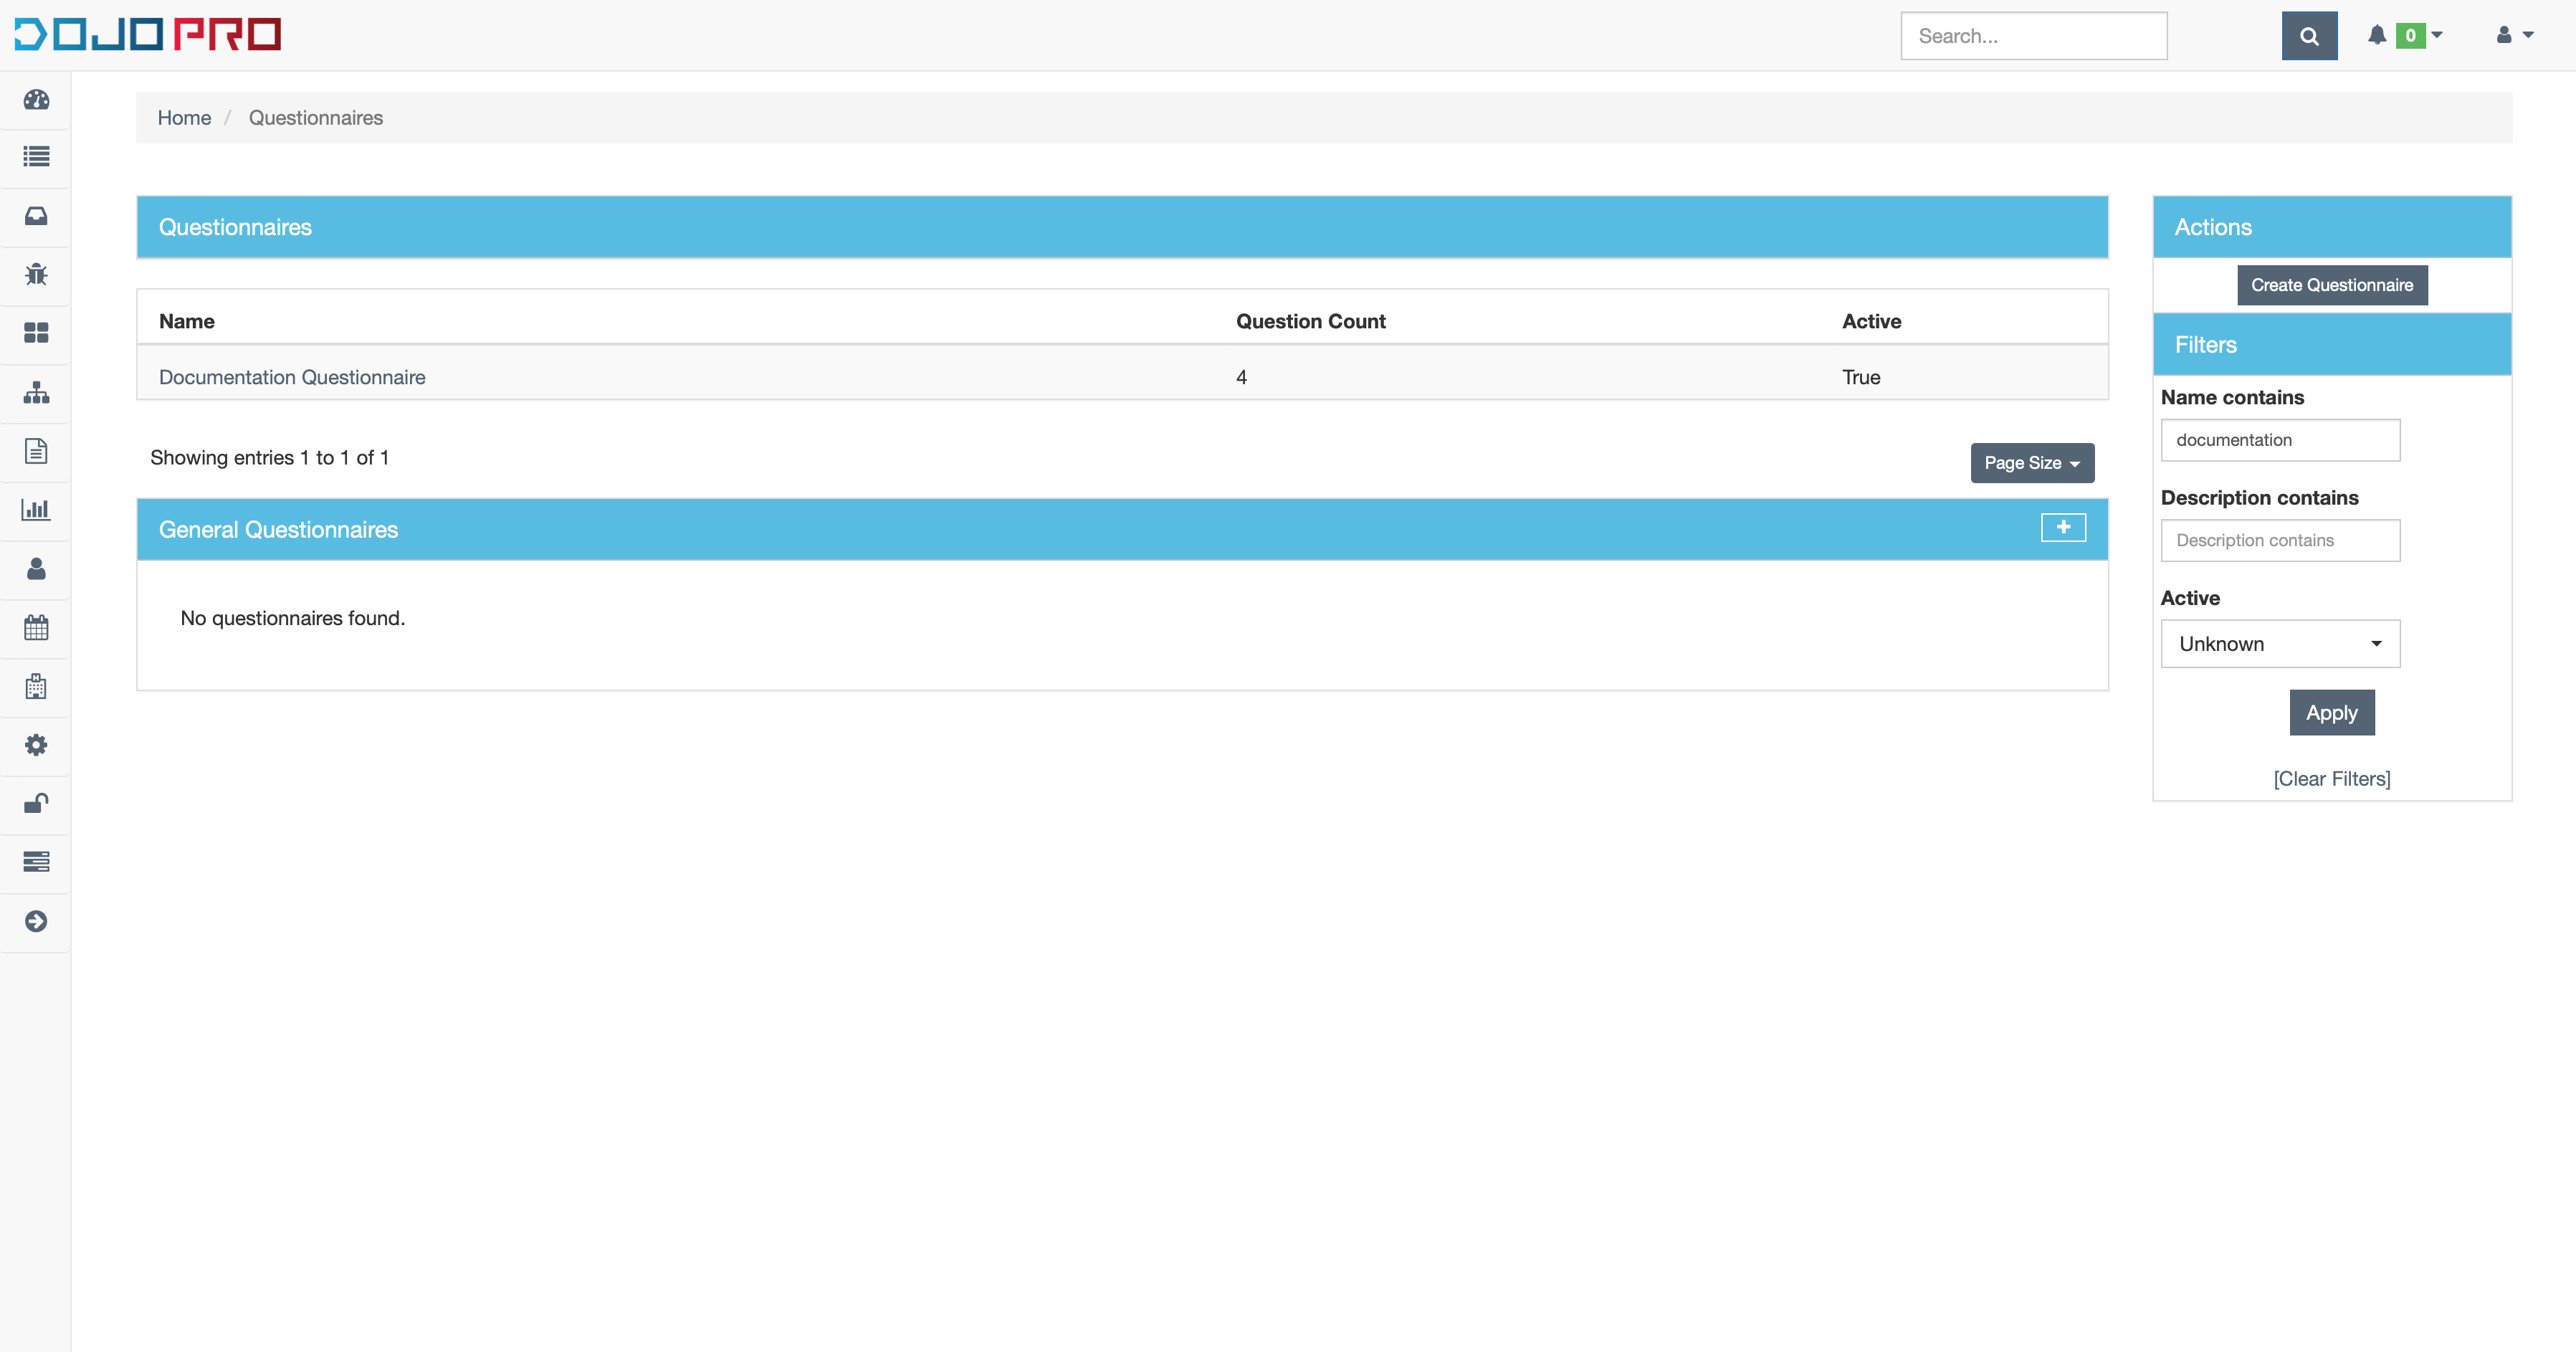 DOJO PRO
Search...
0
Home / Questionnaires
Questionnaires
Name Question Count Active
Documentation Questionnaire 4 True
Showing entries 1 to 1 of 1
Page Size
General Questionnaires
No questionnaires found.
Actions
Create Questionnaire
Filters
Name contains
documentation
Description contains
Description contains
Active
Unknown
Apply
[Clear Filters]